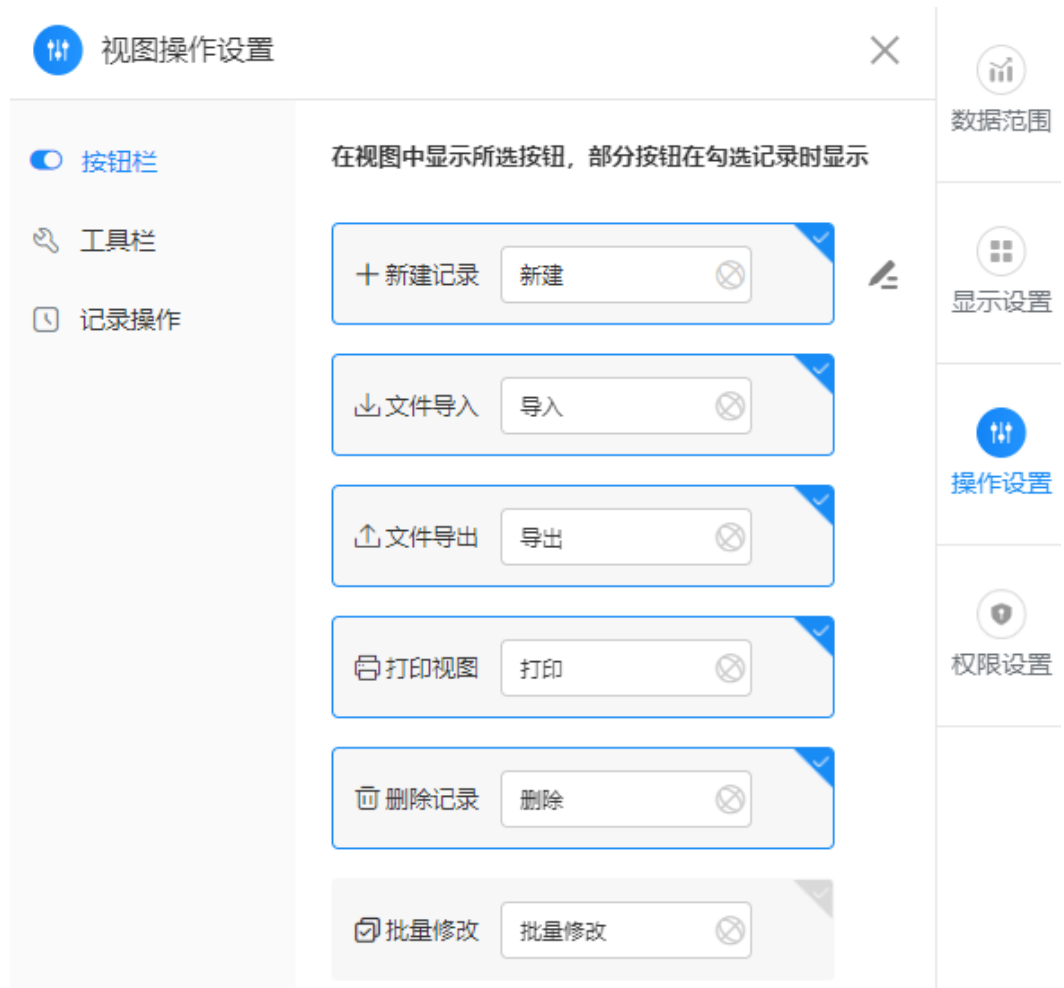 视图操作设置
按钮栏
工具栏
记录操作
在视图中显示所选按钮，部分按钮在勾选记录时显示
新建记录 新建
文件导入 导入
文件导出 导出
打印视图 打印
删除记录 删除
批量修改 批量修改
数据范围
显示设置
操作设置
权限设置